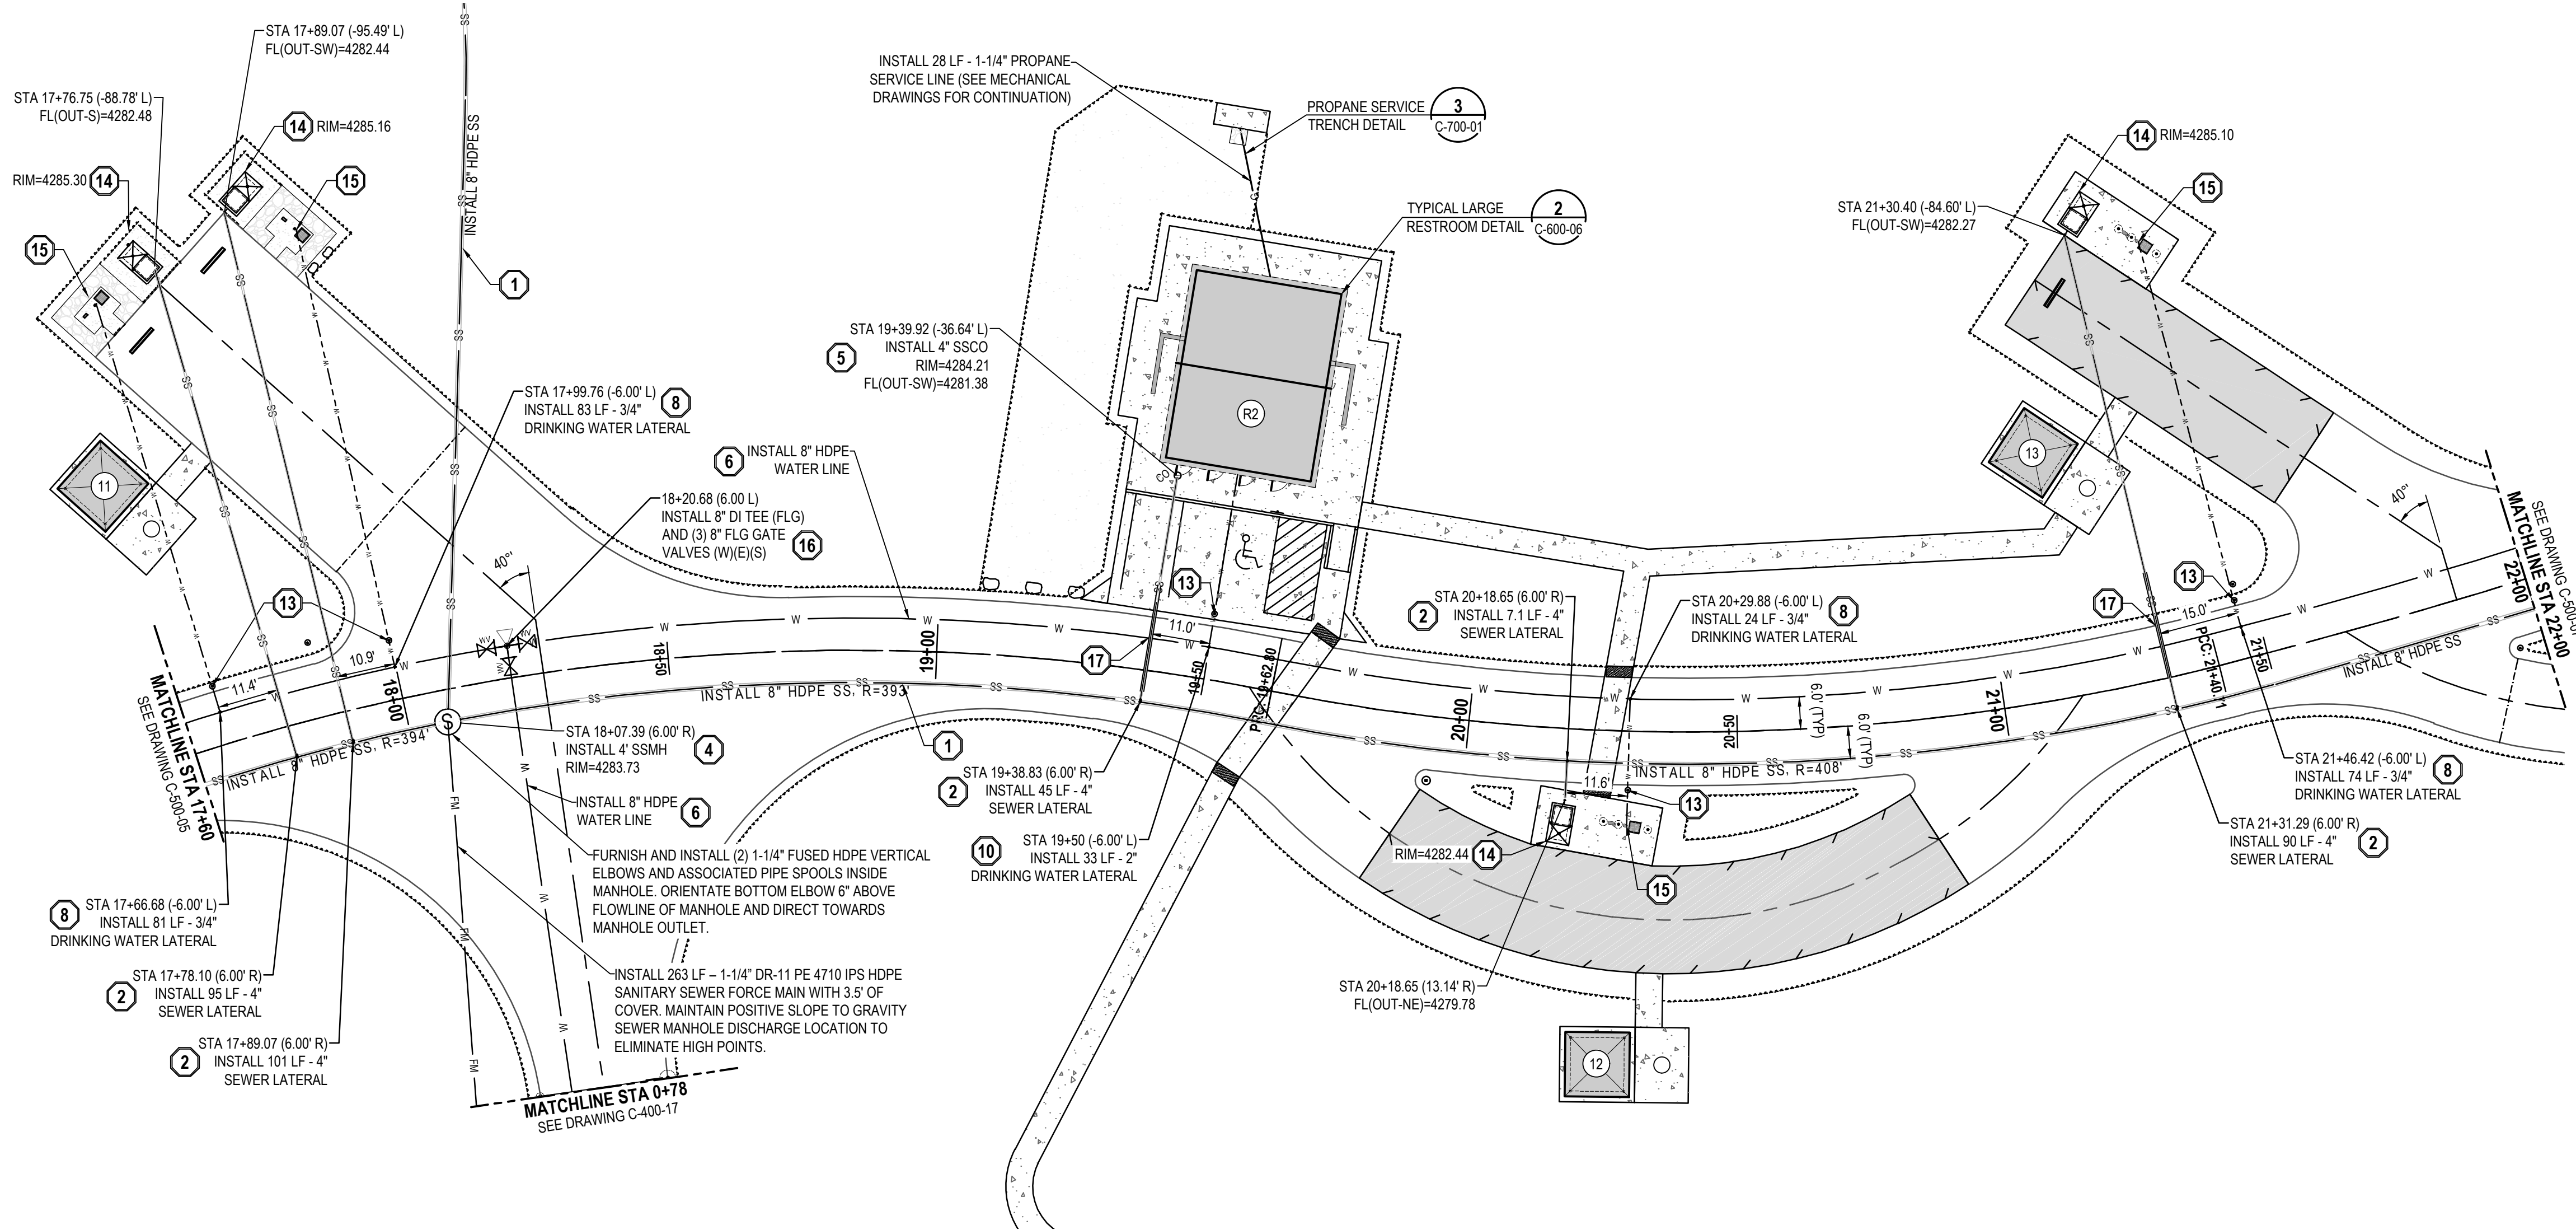 STA 17+89.07 (-95.49' L)
FL(OUT-SW)=4282.44
STA 17+76.75 (-88.78' L)
FL(OUT-S)=4282.48
14 RIM=4285.16
RIM=4285.30 14
15
15
INSTALL 8" HDPE SS
1
11
INSTALL 28 LF - 1-1/4" PROPANE
SERVICE LINE (SEE MECHANICAL
DRAWINGS FOR CONTINUATION)
PROPANE SERVICE
TRENCH DETAIL
3
C-700-01
TYPICAL LARGE
RESTROOM DETAIL
2
C-600-06
STA 19+39.92 (-36.64' L)
INSTALL 4" SSCO
RIM=4284.21
FL(OUT-SW)=4281.38
5
R2
CO
14 RIM=4285.10
15
STA 21+30.40 (-84.60' L)
FL(OUT-SW)=4282.27
13
40°'
STA 17+99.76 (-6.00' L)
INSTALL 83 LF - 3/4"
DRINKING WATER LATERAL
8
6
INSTALL 8" HDPE
WATER LINE
18+20.68 (6.00 L)
INSTALL 8" DI TEE (FLG)
AND (3) 8" FLG GATE
VALVES (W)(E)(S)
16
40°'
WV
WV
WV
13
11.4'
10.9'
18+00
18+50
19+00
INSTALL 8" HDPE SS, R=394'
INSTALL 8" HDPE SS, R=393'
S
MATCHLINE STA 17+60
SEE DRAWING C-500-05
STA 18+07.39 (6.00' R)
INSTALL 4' SSMH
RIM=4283.73
4
INSTALL 8" HDPE
WATER LINE
6
1
13
17
11.0'
19+50
PRC: 19+62.80
2
STA 19+38.83 (6.00' R)
INSTALL 45 LF - 4"
SEWER LATERAL
10
STA 19+50 (-6.00' L)
INSTALL 33 LF - 2"
DRINKING WATER LATERAL
2
STA 20+18.65 (6.00' R)
INSTALL 7.1 LF - 4"
SEWER LATERAL
STA 20+29.88 (-6.00' L)
INSTALL 24 LF - 3/4"
DRINKING WATER LATERAL
8
20+00
20+50
21+00
6.0' (TYP)
6.0' (TYP)
INSTALL 8" HDPE SS, R=408'
11.6'
13
RIM=4282.44 14
15
STA 20+18.65 (13.14' R)
FL(OUT-NE)=4279.78
12
13
17
15.0'
PCC: 21+40.71
21+50
INSTALL 8" HDPE SS
MATCHLINE STA 22+00
22+00
STA 21+46.42 (-6.00' L)
INSTALL 74 LF - 3/4"
DRINKING WATER LATERAL
8
STA 21+31.29 (6.00' R)
INSTALL 90 LF - 4"
SEWER LATERAL
2
FURNISH AND INSTALL (2) 1-1/4" FUSED HDPE VERTICAL
ELBOWS AND ASSOCIATED PIPE SPOOLS INSIDE
MANHOLE. ORIENTATE BOTTOM ELBOW 6" ABOVE
FLOWLINE OF MANHOLE AND DIRECT TOWARDS
MANHOLE OUTLET.
INSTALL 263 LF – 1-1/4" DR-11 PE 4710 IPS HDPE
SANITARY SEWER FORCE MAIN WITH 3.5' OF
COVER. MAINTAIN POSITIVE SLOPE TO GRAVITY
SEWER MANHOLE DISCHARGE LOCATION TO
ELIMINATE HIGH POINTS.
8
STA 17+66.68 (-6.00' L)
INSTALL 81 LF - 3/4"
DRINKING WATER LATERAL
2
STA 17+78.10 (6.00' R)
INSTALL 95 LF - 4"
SEWER LATERAL
2
STA 17+89.07 (6.00' R)
INSTALL 101 LF - 4"
SEWER LATERAL
MATCHLINE STA 0+78
SEE DRAWING C-400-17